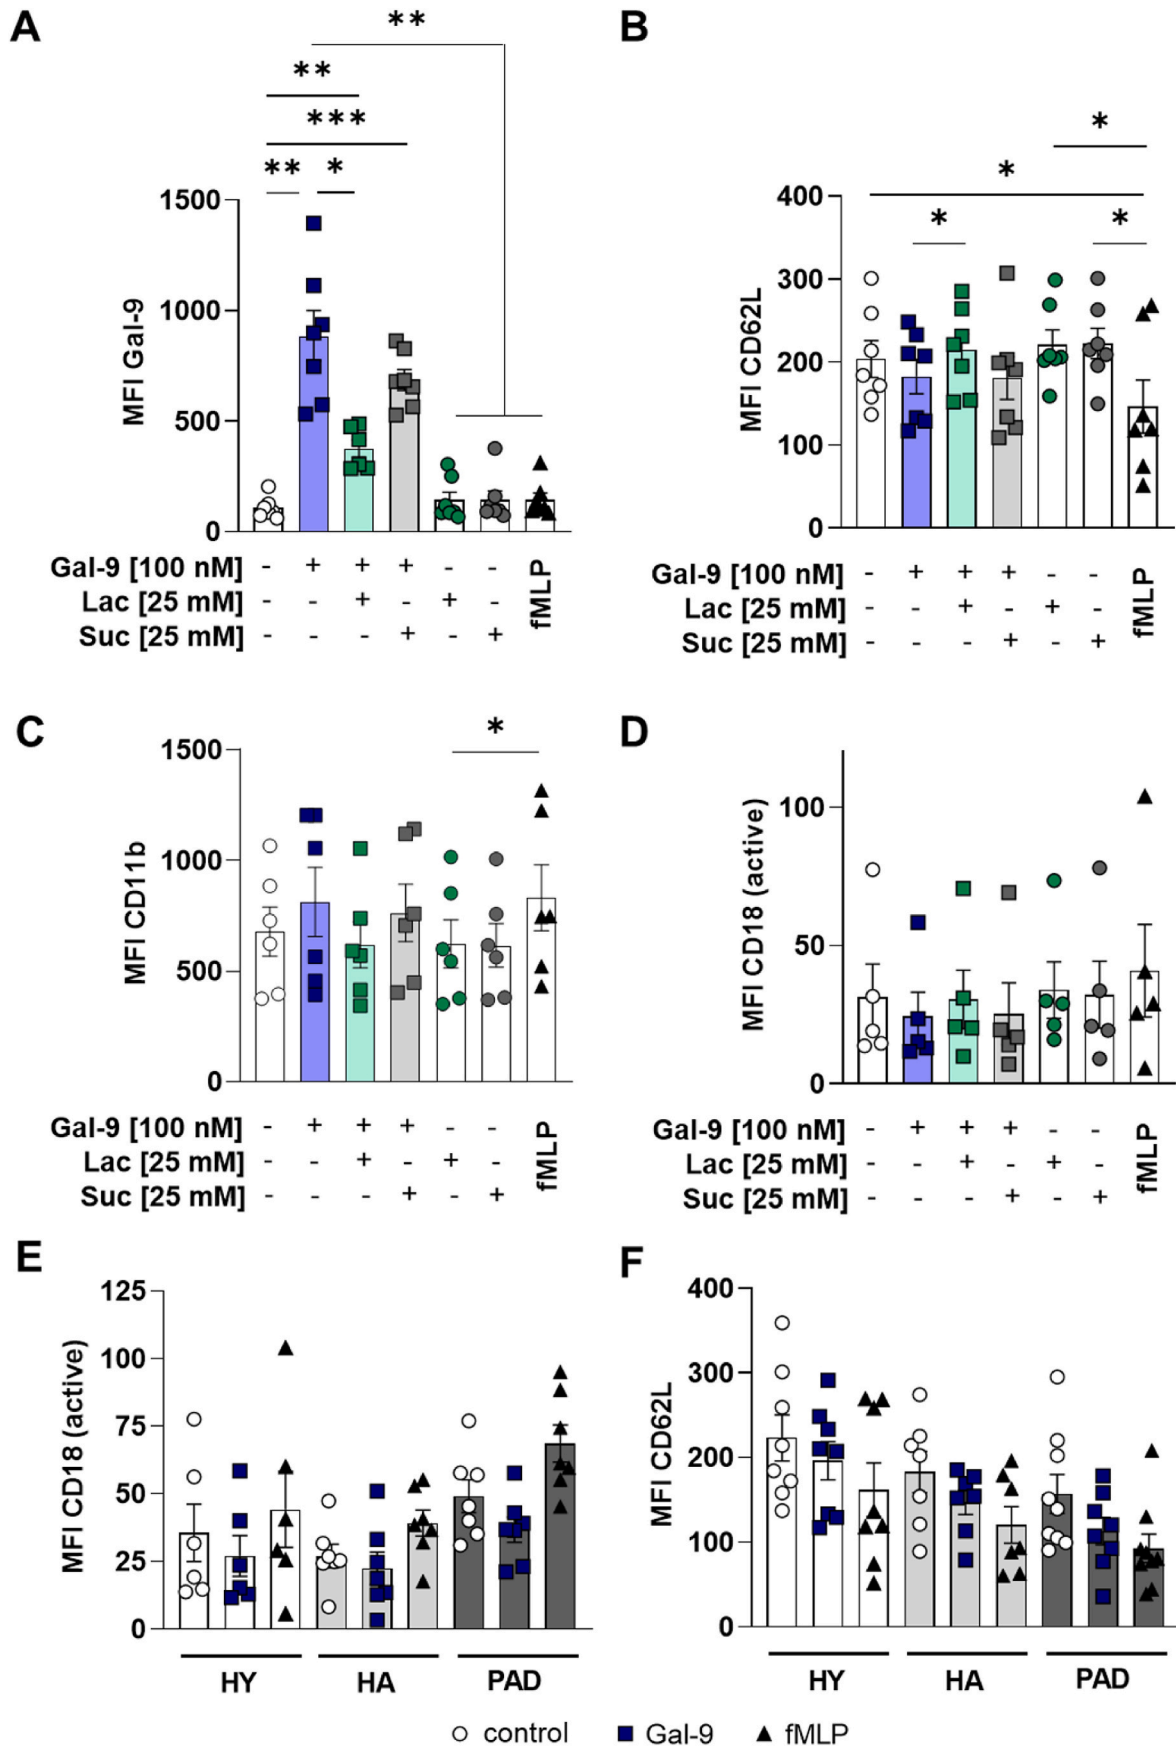 A
**
**
***
** *
1500
1000
500
0
MFI Gal-9
Gal-9 [100 nM] - + + + - -
Lac [25 mM] - - + - + -
Suc [25 mM] - - - + - +
fMLP
B
*
*
* *
400
300
200
100
0
MFI CD62L
Gal-9 [100 nM] - + + + - -
Lac [25 mM] - - + - + -
Suc [25 mM] - - - + - +
fMLP
C
*
1500
1000
500
0
MFI CD11b
Gal-9 [100 nM] - + + + - -
Lac [25 mM] - - + - + -
Suc [25 mM] - - - + - +
fMLP
D
100
50
0
MFI CD18 (active)
Gal-9 [100 nM] - + + + - -
Lac [25 mM] - - + - + -
Suc [25 mM] - - - + - +
fMLP
E
125
100
75
50
25
0
MFI CD18 (active)
HY HA PAD
F
400
300
200
100
0
MFI CD62L
HY HA PAD
control Gal-9 fMLP